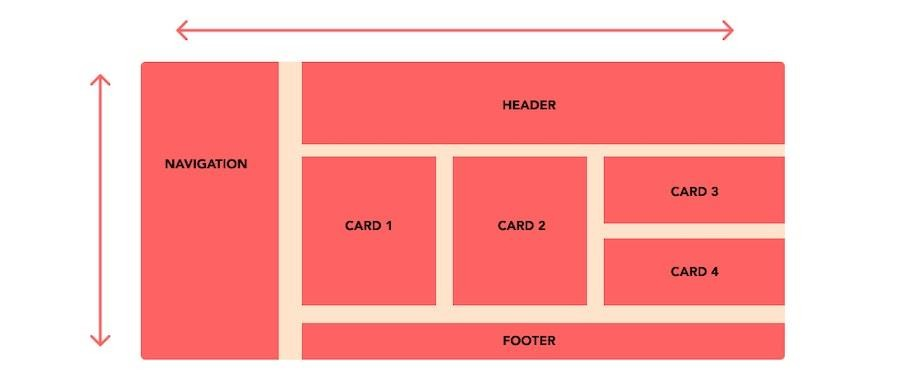 HEADER
NAVIGATION
CARD 1
CARD 2
CARD 3
CARD 4
FOOTER